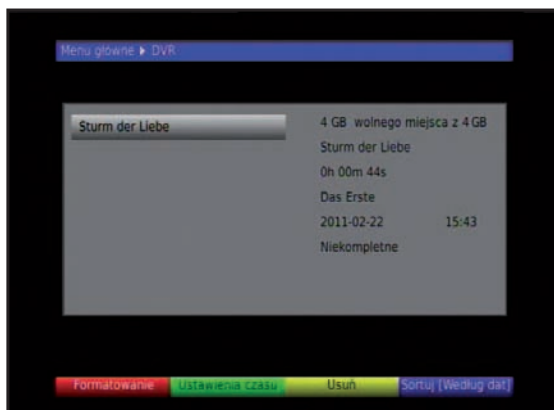 Menu główne ▶ DVR
Sturm der Liebe
4 GB wolnego miejsca z 4 GB
Sturm der Liebe
0h 00m 44s
Das Erste
2011-02-22 15:43
Niekompletne
Formatowanie Ustawienia czasu Usuń Sortuj [Według dat]